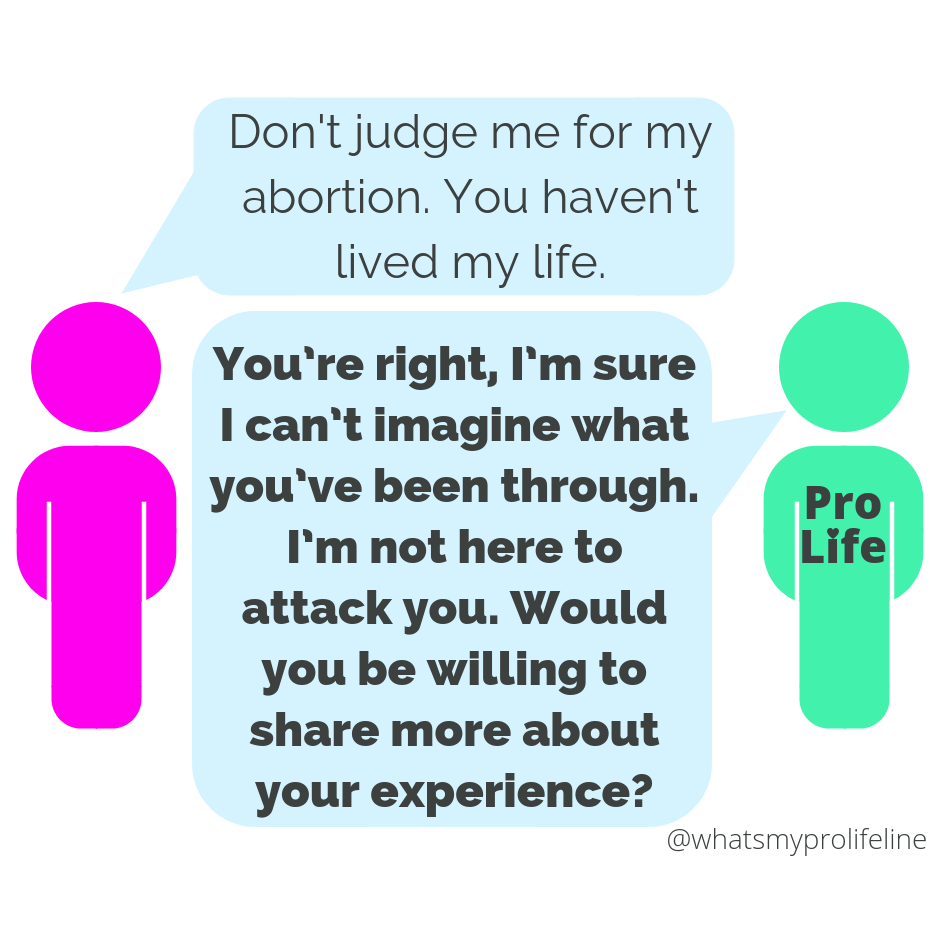 Don't judge me for my
abortion. You haven't
lived my life.
You’re right, I’m sure
I can’t imagine what
you’ve been through.
I’m not here to
attack you. Would
you be willing to
share more about
your experience?
Pro
Life
@whatsmyprolifeline